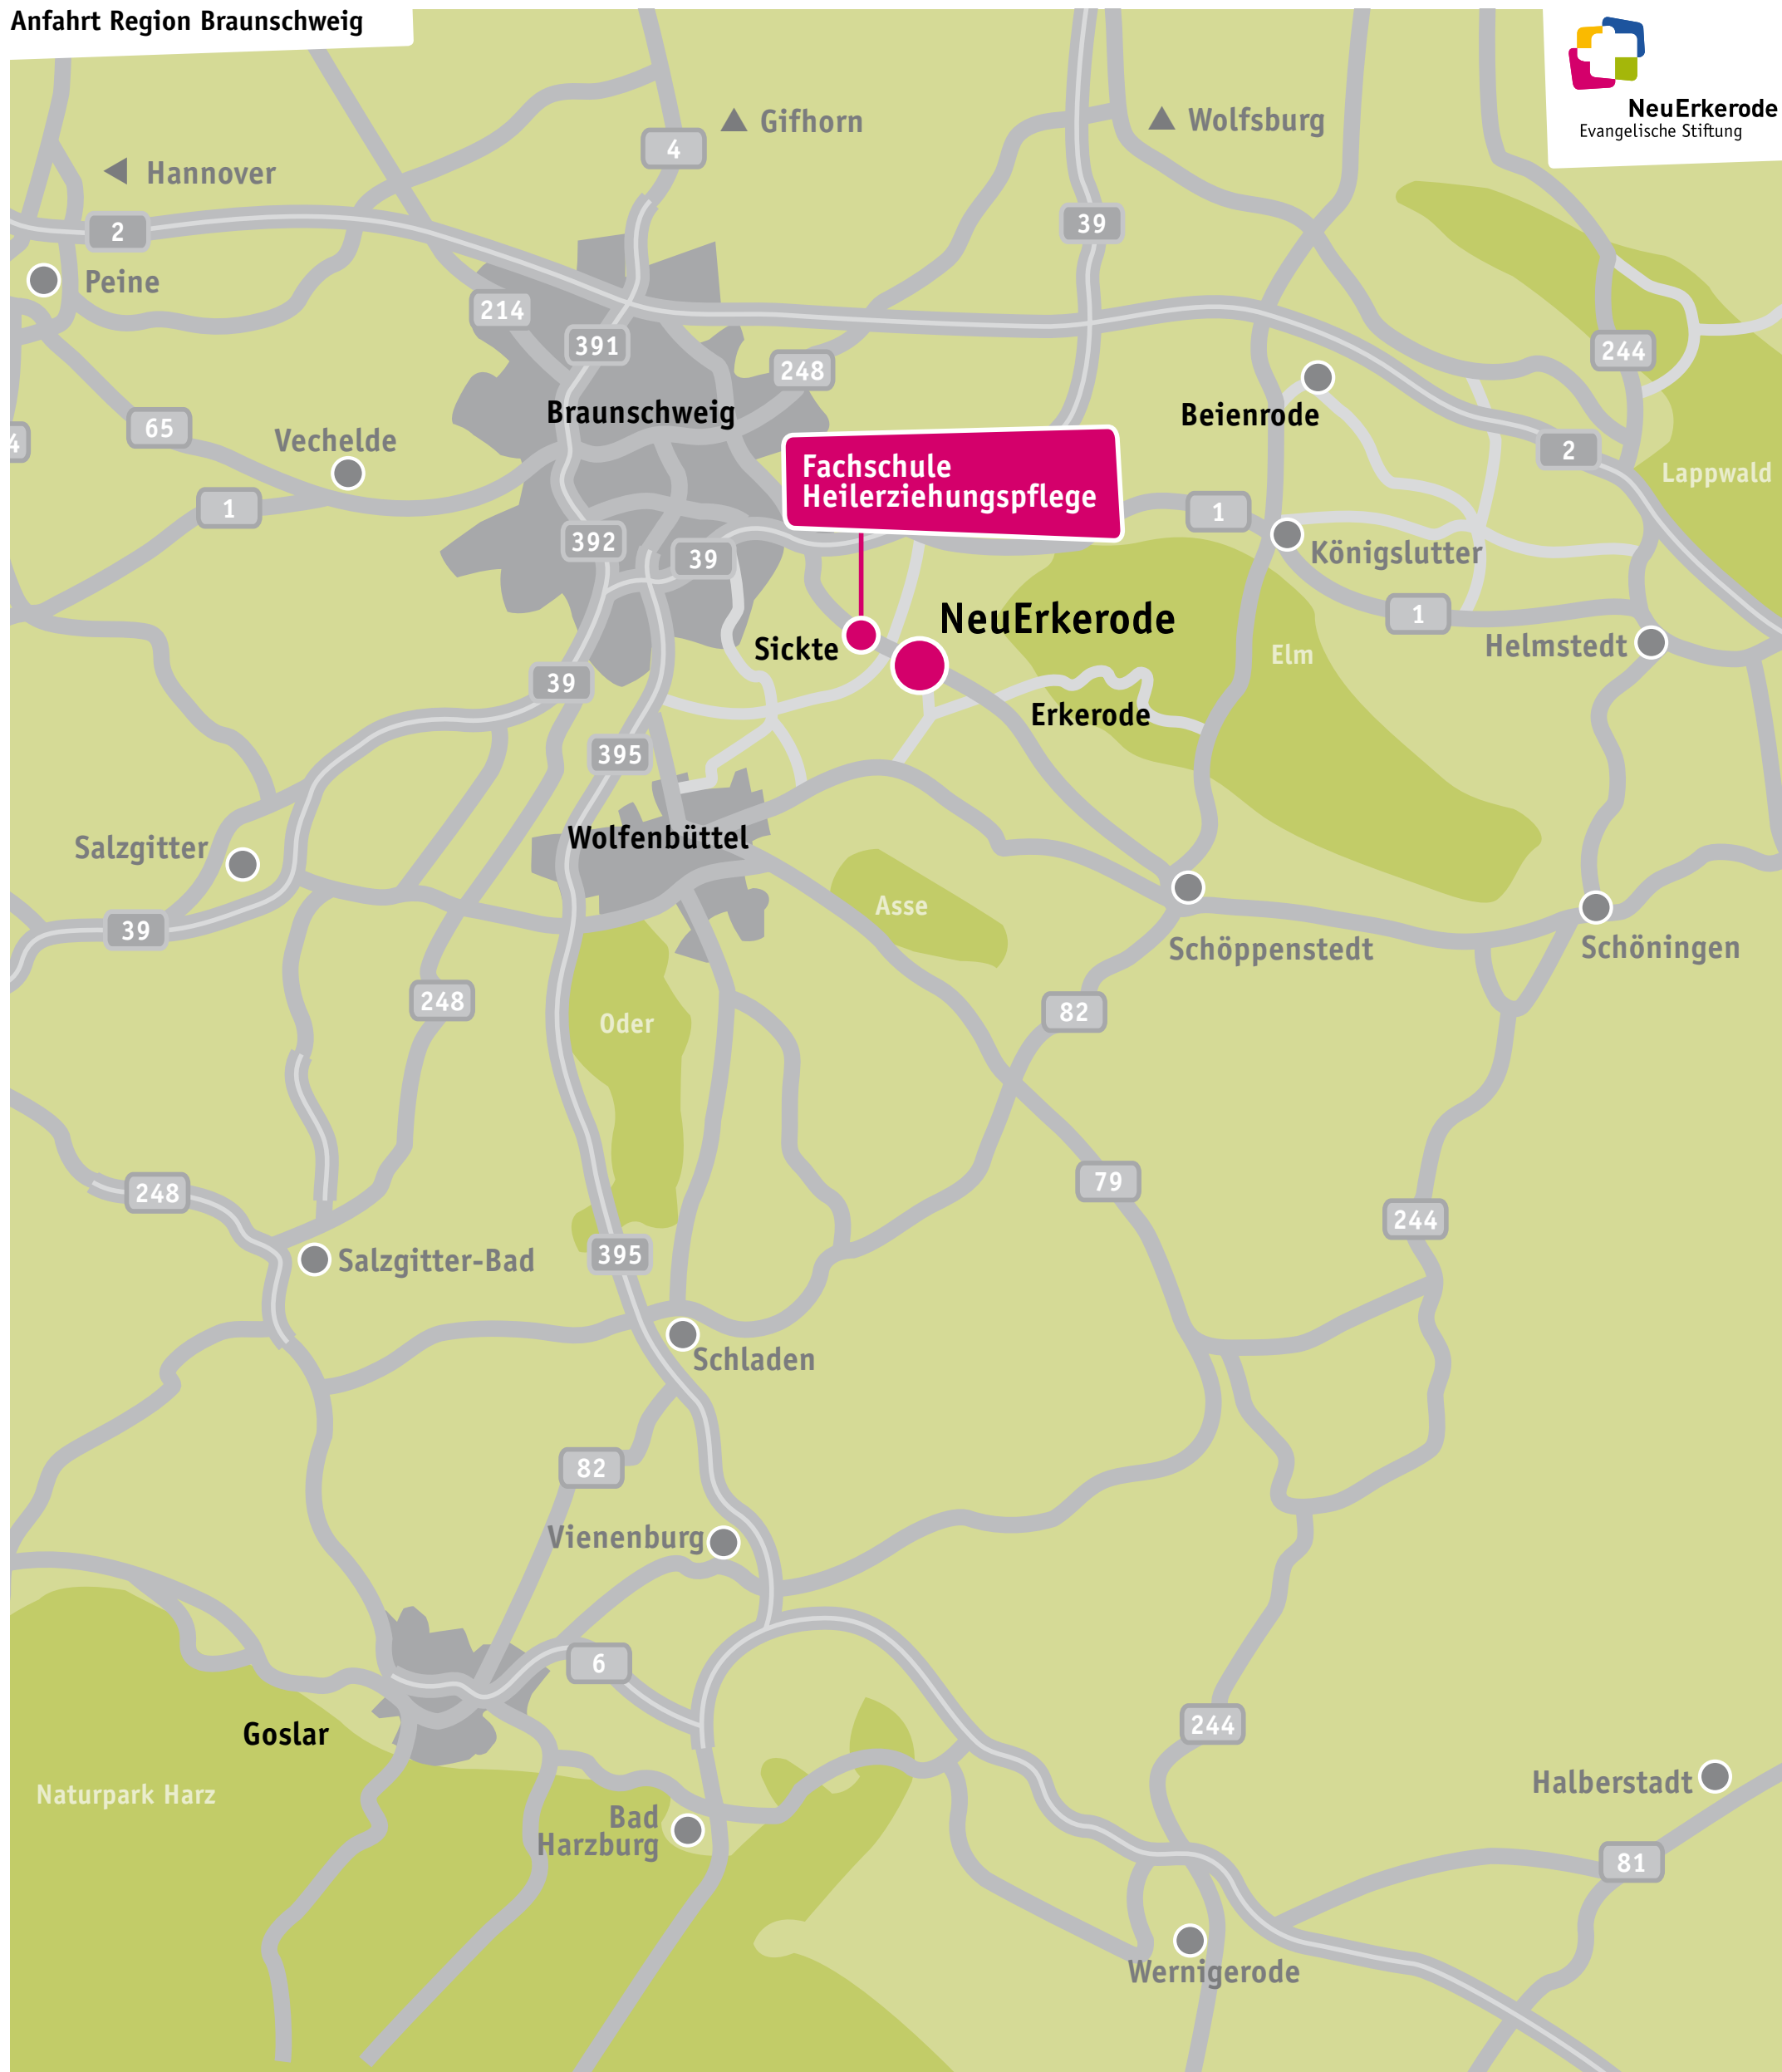 Anfahrt Region Braunschweig
NeuErkerode
Evangelische Stiftung
Gifhorn
Wolfsburg
4
Hannover
39
2
Peine
214
391
244
248
Braunschweig
Beienrode
65
Vechelde
4
2
Lappwald
Fachschule
Heilerziehungspflege
1
1
392
39
Königslutter
1
NeuErkerode
Sickte
Elm
Helmstedt
39
Erkerode
395
Wolfenbüttel
Salzgitter
Asse
39
Schöppenstedt
Schöningen
248
82
Oder
79
248
244
395
Salzgitter-Bad
Schladen
82
Vienenburg
6
244
Goslar
Naturpark Harz
Halberstadt
Bad
Harzburg
81
Wernigerode